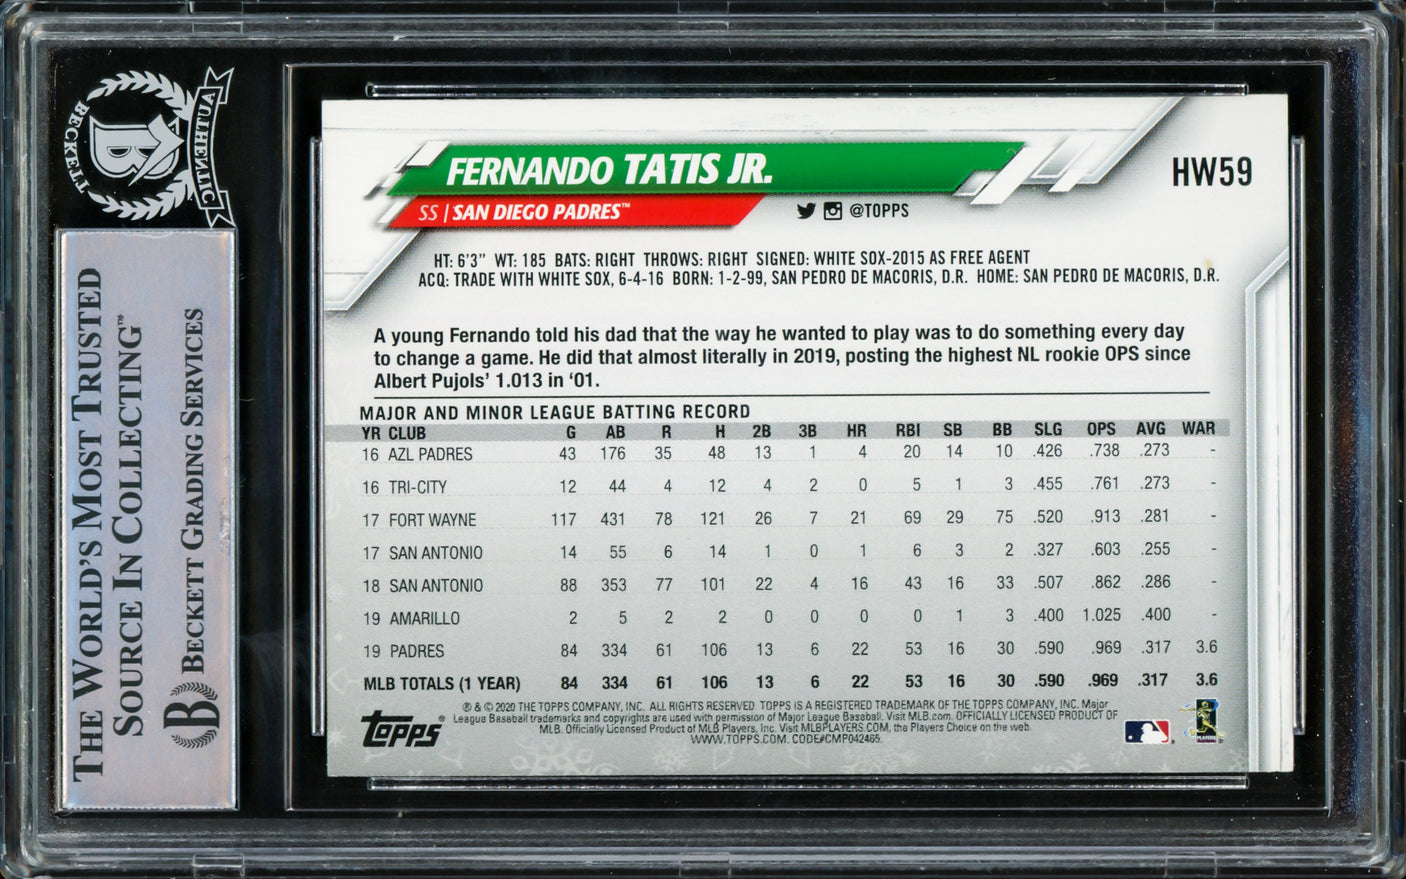 BECKETT
AUTHENTIC
B
THE WORLD'S MOST TRUSTED
SOURCE IN COLLECTING™
B BECKETT GRADING SERVICES
FERNANDO TATIS JR.
HW59
SS | SAN DIEGO PADRES™
@TOPPS
HT: 6'3" WT: 185 BATS: RIGHT THROWS: RIGHT SIGNED: WHITE SOX-2015 AS FREE AGENT
ACQ: TRADE WITH WHITE SOX, 6-4-16 BORN: 1-2-99, SAN PEDRO DE MACORIS, D.R. HOME: SAN PEDRO DE MACORIS, D.R.
A young Fernando told his dad that the way he wanted to play was to do something every day
to change a game. He did that almost literally in 2019, posting the highest NL rookie OPS since
Albert Pujols' 1.013 in '01.
MAJOR AND MINOR LEAGUE BATTING RECORD
YR CLUB G AB R H 2B 3B HR RBI SB BB SLG OPS AVG WAR
16 AZL PADRES 43 176 35 48 13 1 4 20 14 10 .426 .738 .273 -
16 TRI-CITY 12 44 4 12 4 2 0 5 1 3 .455 .761 .273 -
17 FORT WAYNE 117 431 78 121 26 7 21 69 29 75 .520 .913 .281 -
17 SAN ANTONIO 14 55 6 14 1 0 1 6 3 2 .327 .603 .255 -
18 SAN ANTONIO 88 353 77 101 22 4 16 43 16 33 .507 .862 .286 -
19 AMARILLO 2 5 2 2 0 0 0 0 1 3 .400 1.025 .400 -
19 PADRES 84 334 61 106 13 6 22 53 16 30 .590 .969 .317 3.6
MLB TOTALS (1 YEAR) 84 334 61 106 13 6 22 53 16 30 .590 .969 .317 3.6
Topps®
® & © 2020 THE TOPPS COMPANY, INC. ALL RIGHTS RESERVED. TOPPS IS A REGISTERED TRADEMARK OF THE TOPPS COMPANY, INC. Major
League Baseball trademarks and copyrights are used with permission of Major League Baseball. Visit MLB.com. OFFICIALLY LICENSED PRODUCT OF
MLB. Officially Licensed Product of MLB Players, Inc. Visit MLBPLAYERS.COM, the Players Choice on the web.
WWW.TOPPS.COM. CODE#CMP042465.
PLAYERS